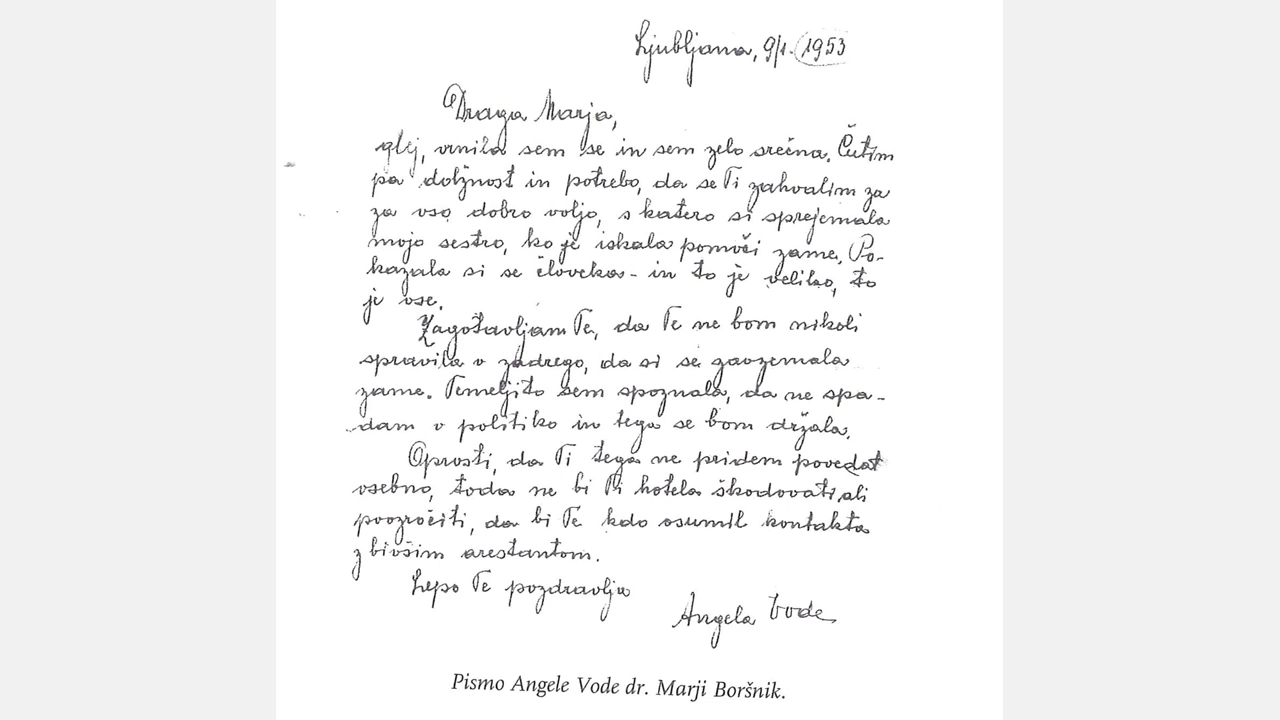 Ljubljana, 9/1. 1953
Draga Marja,
glej, vrnila sem se in sem zelo srečna. Čutim
pa dolžnost in potrebo, da se Ti zahvalim za
za vso dobro voljo, s katero si sprejemala
mojo sestro, ko je iskala pomoči zame. Po-
kazala si se človeka - in to je veliko, to
je vse.
Zagotavljam Te, da Te ne bom nikoli
spravila v zadrego, da si se zavzemala
zame. Temeljito sem spoznala, da ne spa-
dam v politiko in tega se bom držala.
Oprosti, da Ti tega ne pridem povedat
osebno, toda ne bi Ti hotela škodovati ali
povzročiti, da bi Te kdo osumil kontakta
z bivšim arestantom.
Lepo Te pozdravlja
Angela Vode
Pismo Angele Vode dr. Marji Boršnik.